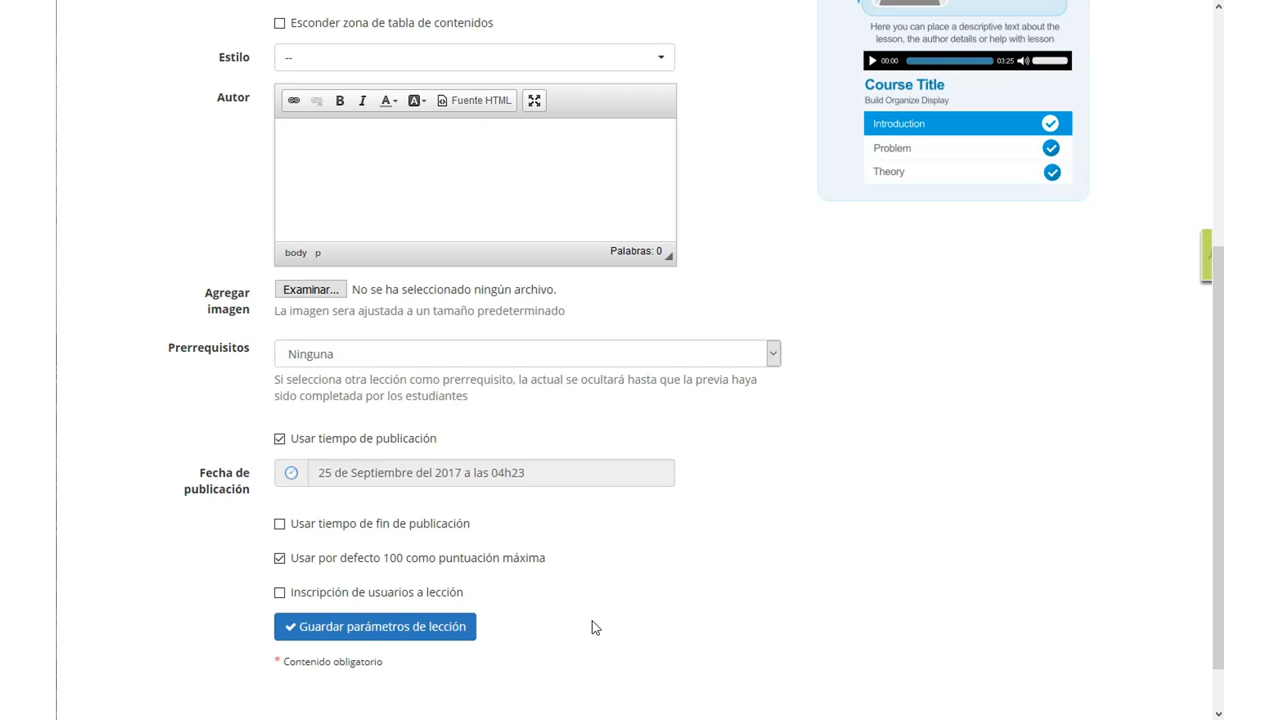 Esconder zona de tabla de contenidos
Estilo
--
Autor
Fuente HTML
body p
Palabras: 0
Agregar
imagen
Examinar... No se ha seleccionado ningún archivo.
La imagen sera ajustada a un tamaño predeterminado
Prerrequisitos
Ninguna
Si selecciona otra lección como prerrequisito, la actual se ocultará hasta que la previa haya
sido completada por los estudiantes
Usar tiempo de publicación
Fecha de
publicación
25 de Septiembre del 2017 a las 04h23
Usar tiempo de fin de publicación
Usar por defecto 100 como puntuación máxima
Inscripción de usuarios a lección
Guardar parámetros de lección
* Contenido obligatorio
Here you can place a descriptive text about the
lesson, the author details or help with lesson
00:00 03:25
Course Title
Build Organize Display
Introduction
Problem
Theory